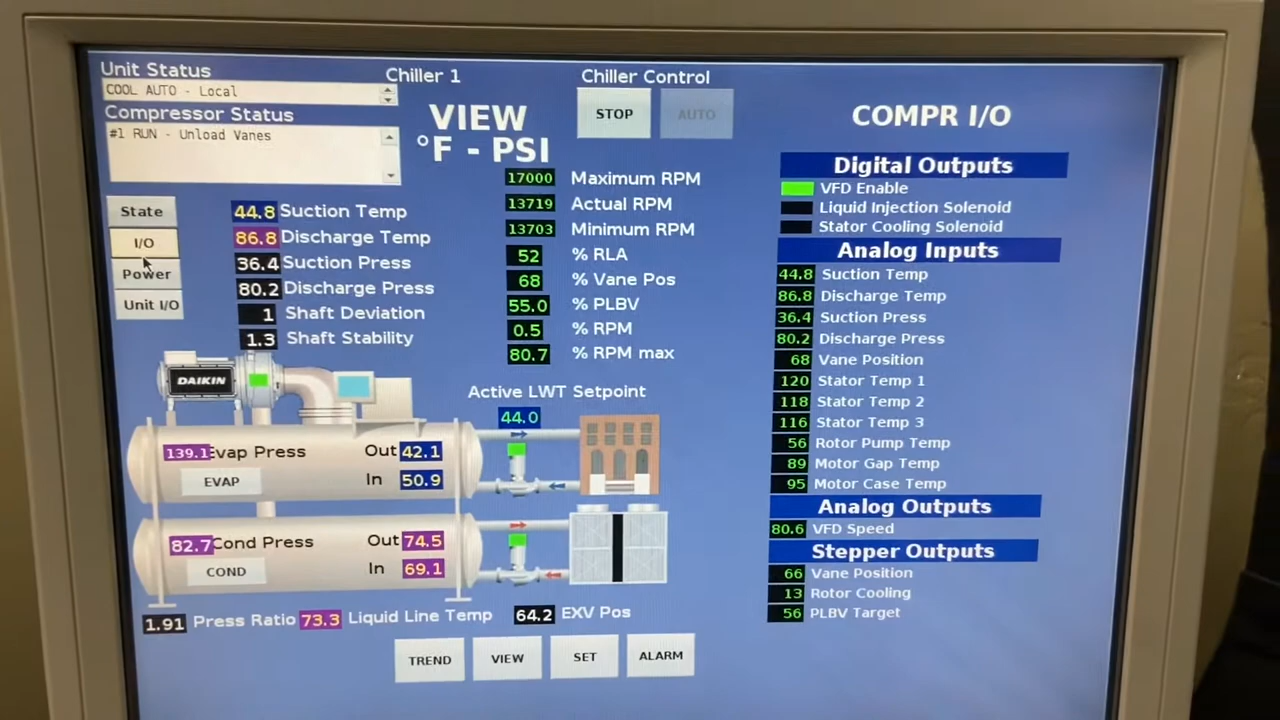 Unit Status
COOL AUTO - Local
Compressor Status
#1 RUN - Unload Vanes
Chiller 1
VIEW
°F - PSI
Chiller Control
STOP
AUTO
COMPR I/O
State
I/O
Power
Unit I/O
44.8 Suction Temp
86.8 Discharge Temp
36.4 Suction Press
80.2 Discharge Press
1 Shaft Deviation
1.3 Shaft Stability
17000 Maximum RPM
13719 Actual RPM
13703 Minimum RPM
52 % RLA
68 % Vane Pos
55.0 % PLBV
0.5 % RPM
80.7 % RPM max
Active LWT Setpoint
44.0
DAIKIN
139.1 Evap Press
Out 42.1
EVAP
In 50.9
82.7 Cond Press
Out 74.5
COND
In 69.1
1.91 Press Ratio
73.3 Liquid Line Temp
64.2 EXV Pos
TREND
VIEW
SET
ALARM
Digital Outputs
VFD Enable
Liquid Injection Solenoid
Stator Cooling Solenoid
Analog Inputs
44.8 Suction Temp
86.8 Discharge Temp
36.4 Suction Press
80.2 Discharge Press
68 Vane Position
120 Stator Temp 1
118 Stator Temp 2
116 Stator Temp 3
56 Rotor Pump Temp
89 Motor Gap Temp
95 Motor Case Temp
Analog Outputs
80.6 VFD Speed
Stepper Outputs
66 Vane Position
13 Rotor Cooling
56 PLBV Target